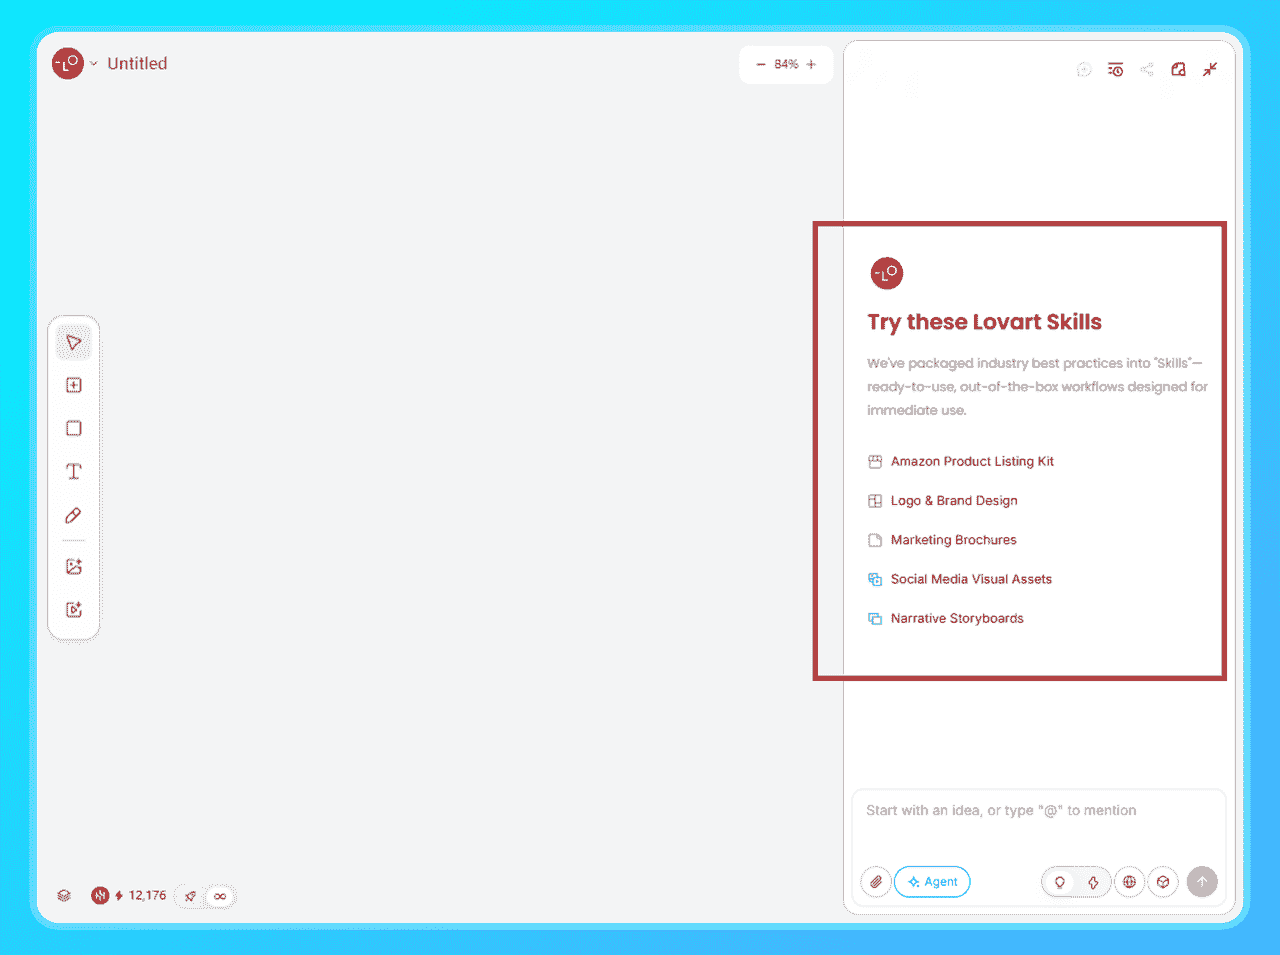 Untitled
84%
Try these Lovart Skills
We've packaged industry best practices into "Skills"—
ready-to-use, out-of-the-box workflows designed for
immediate use.
Amazon Product Listing Kit
Logo & Brand Design
Marketing Brochures
Social Media Visual Assets
Narrative Storyboards
Start with an idea, or type "@" to mention
Agent
12,176